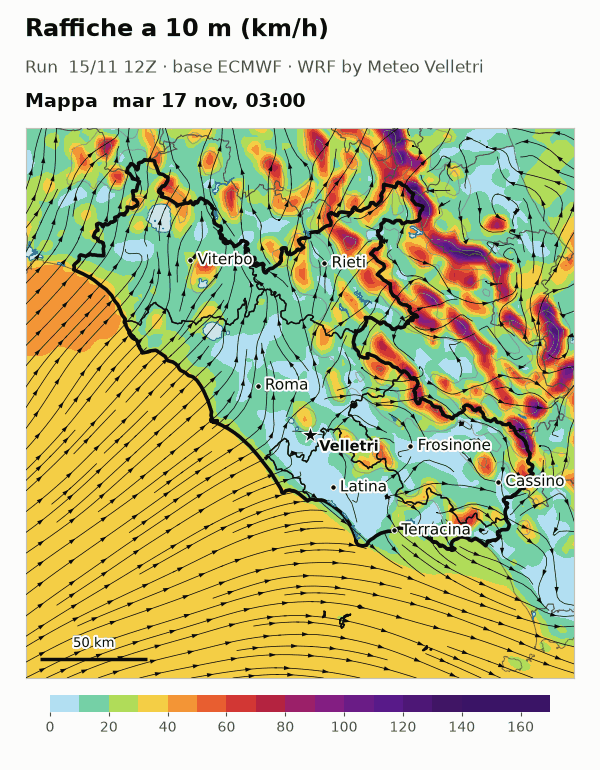 Raffiche a 10 m (km/h)
Run  15/11 12Z · base ECMWF · WRF by Meteo Velletri
Mappa  mar 17 nov, 03:00
Viterbo
Rieti
Roma
Velletri
Frosinone
Latina
Cassino
Terracina
50 km
0 20 40 60 80 100 120 140 160